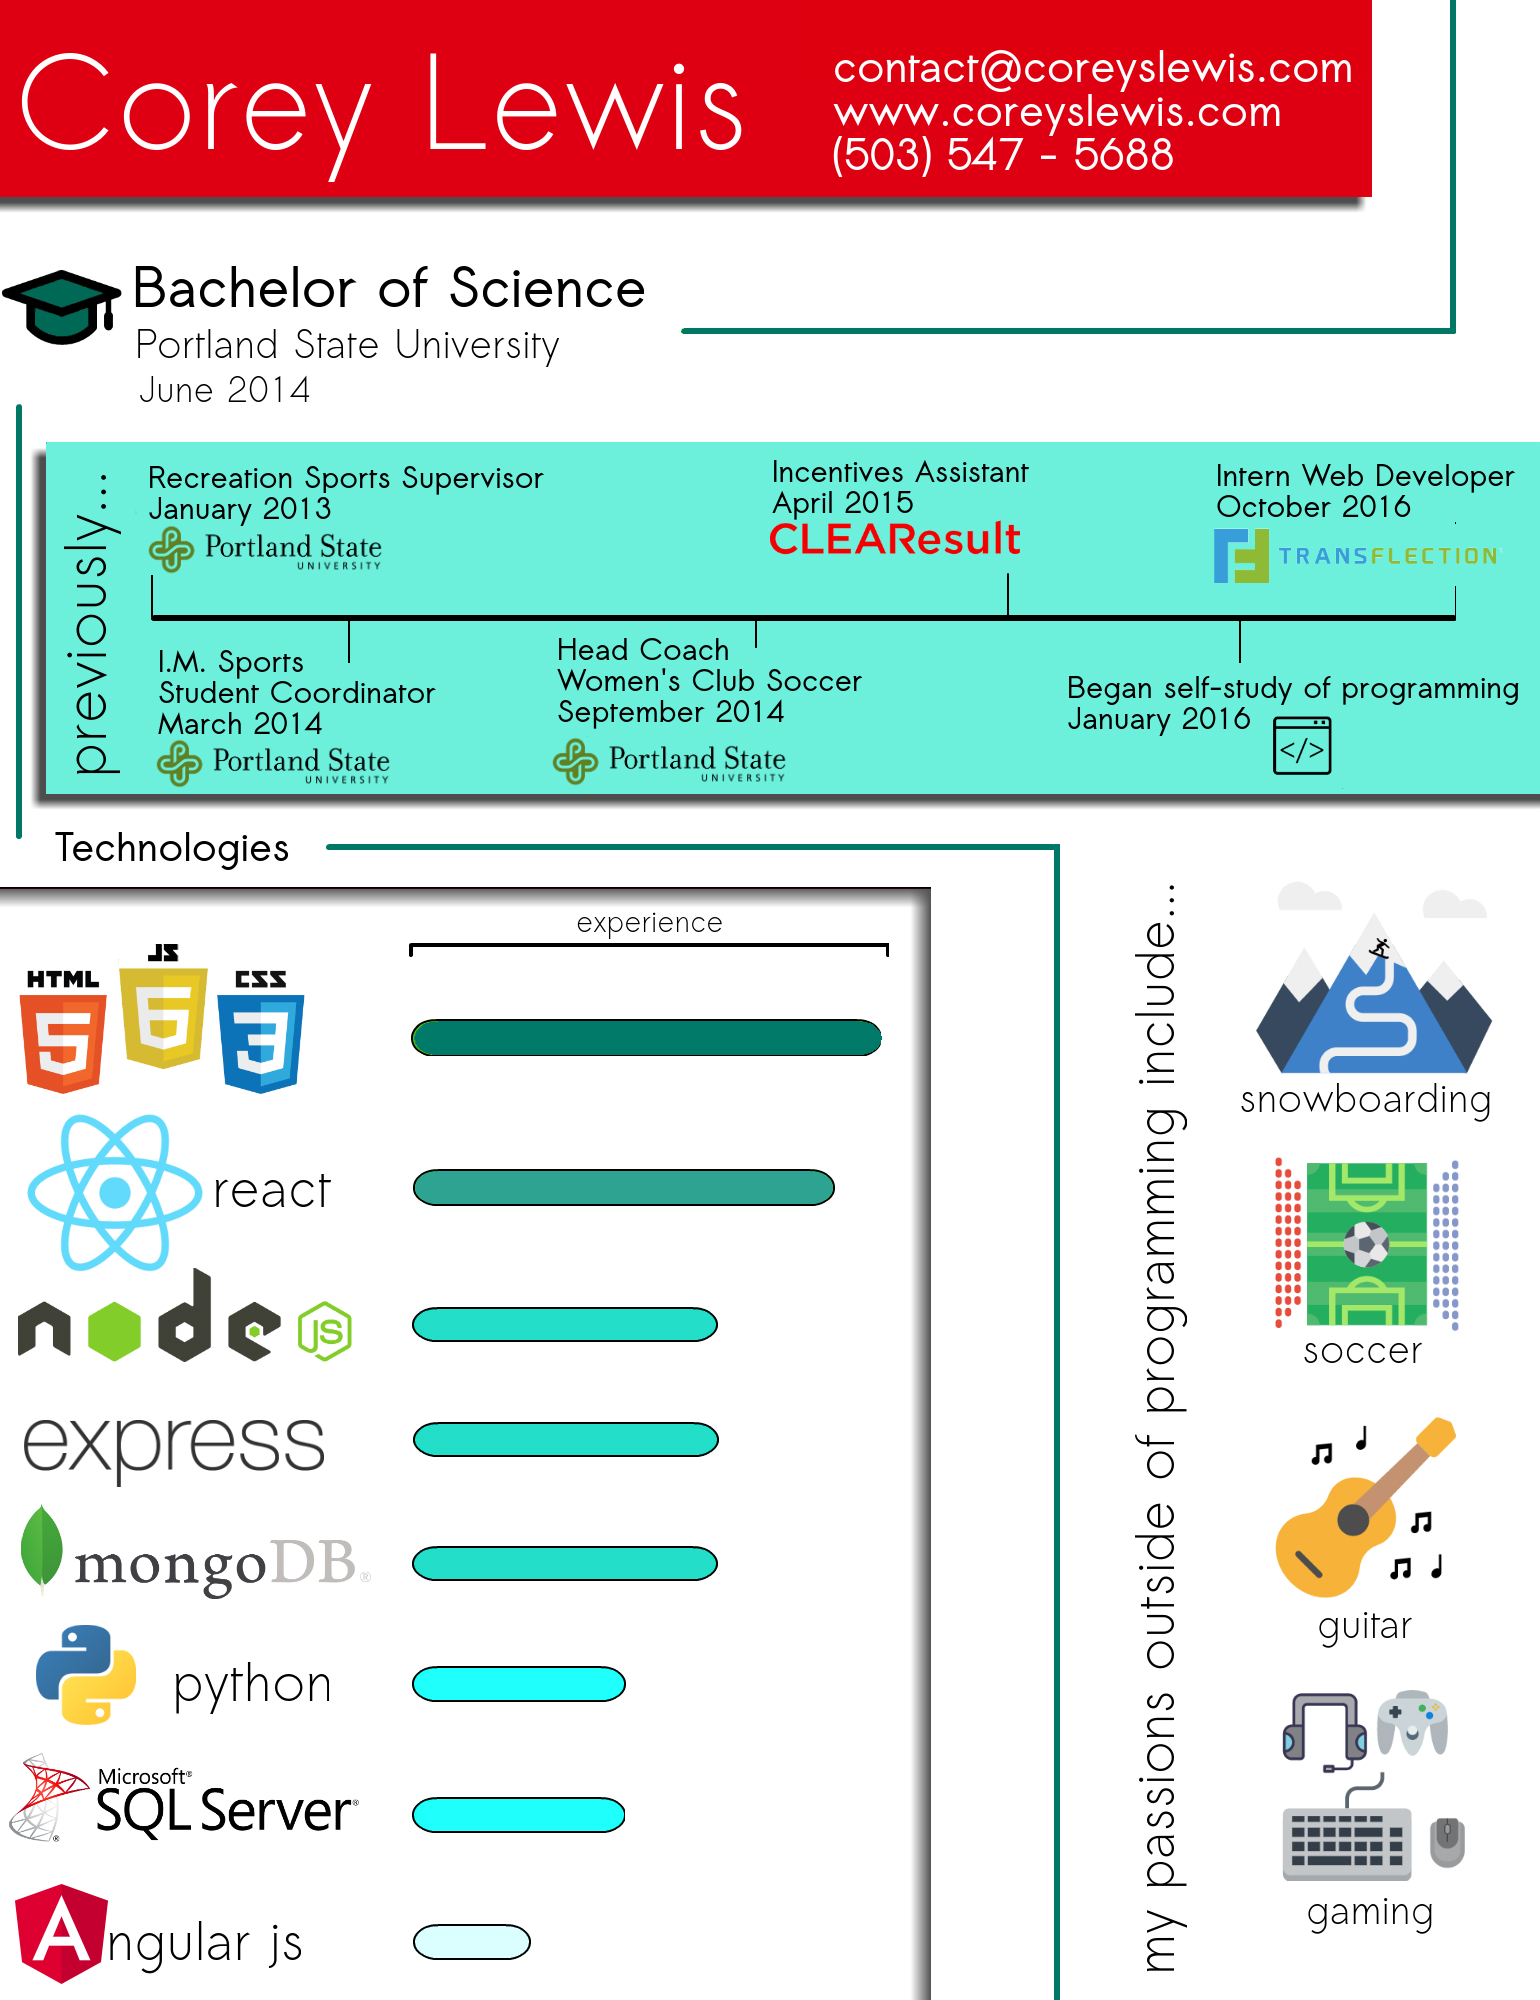 Corey Lewis
contact@coreyslewis.com
www.coreyslewis.com
(503) 547 - 5688
Bachelor of Science
Portland State University
June 2014
previously...
Recreation Sports Supervisor
January 2013
Portland State
UNIVERSITY
Incentives Assistant
April 2015
CLEAResult
Intern Web Developer
October 2016
TRANSFLECTION
I.M. Sports
Student Coordinator
March 2014
Portland State
UNIVERSITY
Head Coach
Women's Club Soccer
September 2014
Portland State
UNIVERSITY
Began self-study of programming
January 2016
</>
Technologies
experience
HTML JS CSS
5 6 3
react
node JS
express
mongoDB®
python
Microsoft®
SQL Server®
®
Angular js
my passions outside of programming include...
snowboarding
soccer
guitar
gaming